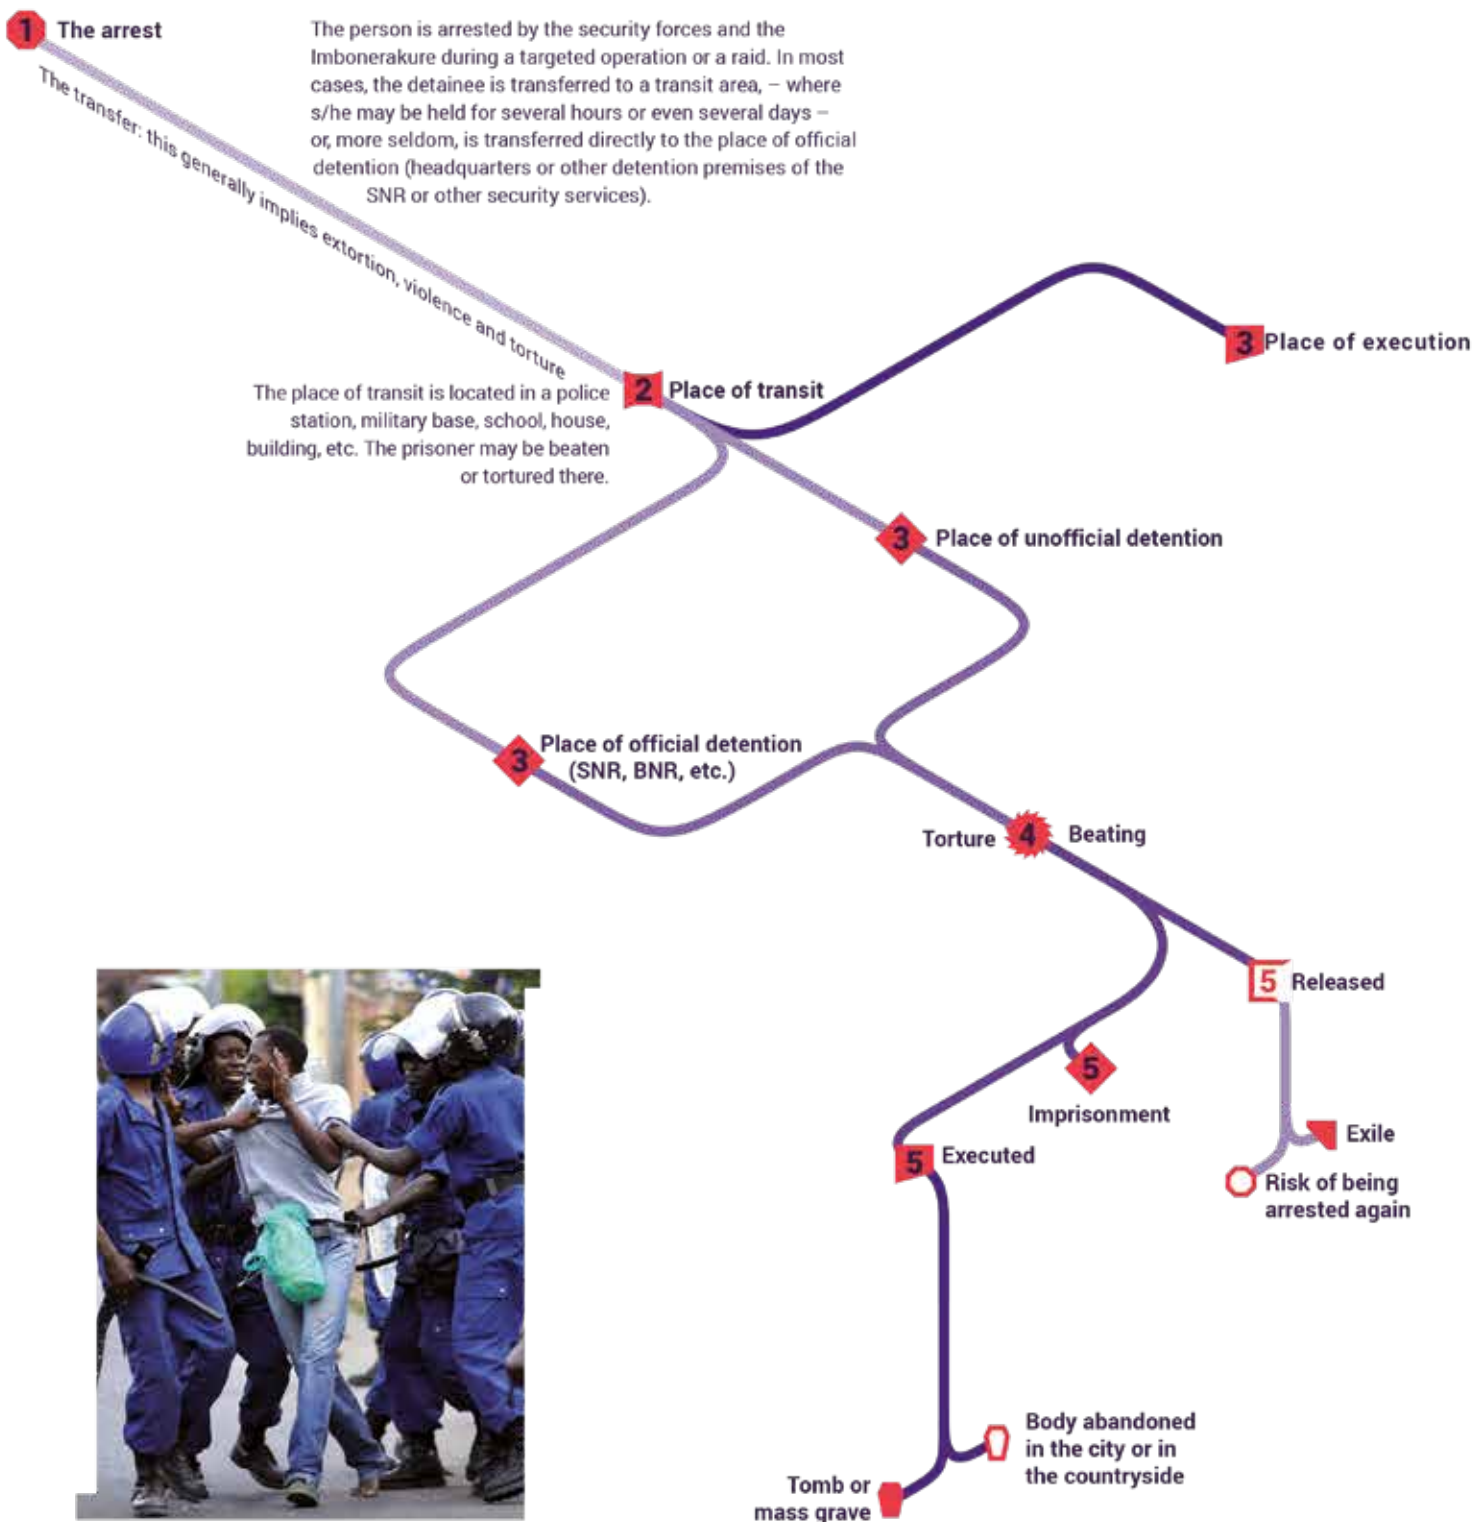 1 The arrest
The person is arrested by the security forces and the
Imbonerakure during a targeted operation or a raid. In most
cases, the detainee is transferred to a transit area, – where
s/he may be held for several hours or even several days –
or, more seldom, is transferred directly to the place of official
detention (headquarters or other detention premises of the
SNR or other security services).
The transfer: this generally implies extortion, violence and torture
3 Place of execution
2 Place of transit
The place of transit is located in a police
station, military base, school, house,
building, etc. The prisoner may be beaten
or tortured there.
3 Place of unofficial detention
3 Place of official detention
(SNR, BNR, etc.)
Torture 4 Beating
5 Released
5
Imprisonment
Exile
5 Executed
Risk of being
arrested again
Body abandoned
in the city or in
the countryside
Tomb or
mass grave